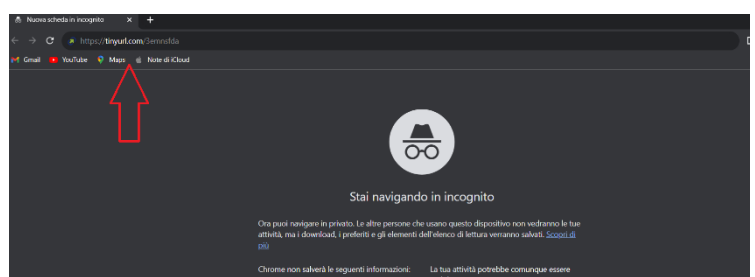 Nuova scheda in incognito
https://tinyurl.com/3emnsfda
Gmail YouTube Maps Note di iCloud
Stai navigando in incognito
Ora puoi navigare in privato. Le altre persone che usano questo dispositivo non vedranno le tue
attività, ma i download, i preferiti e gli elementi dell'elenco di lettura verranno salvati. Scopri di
più
Chrome non salverà le seguenti informazioni: La tua attività potrebbe comunque essere